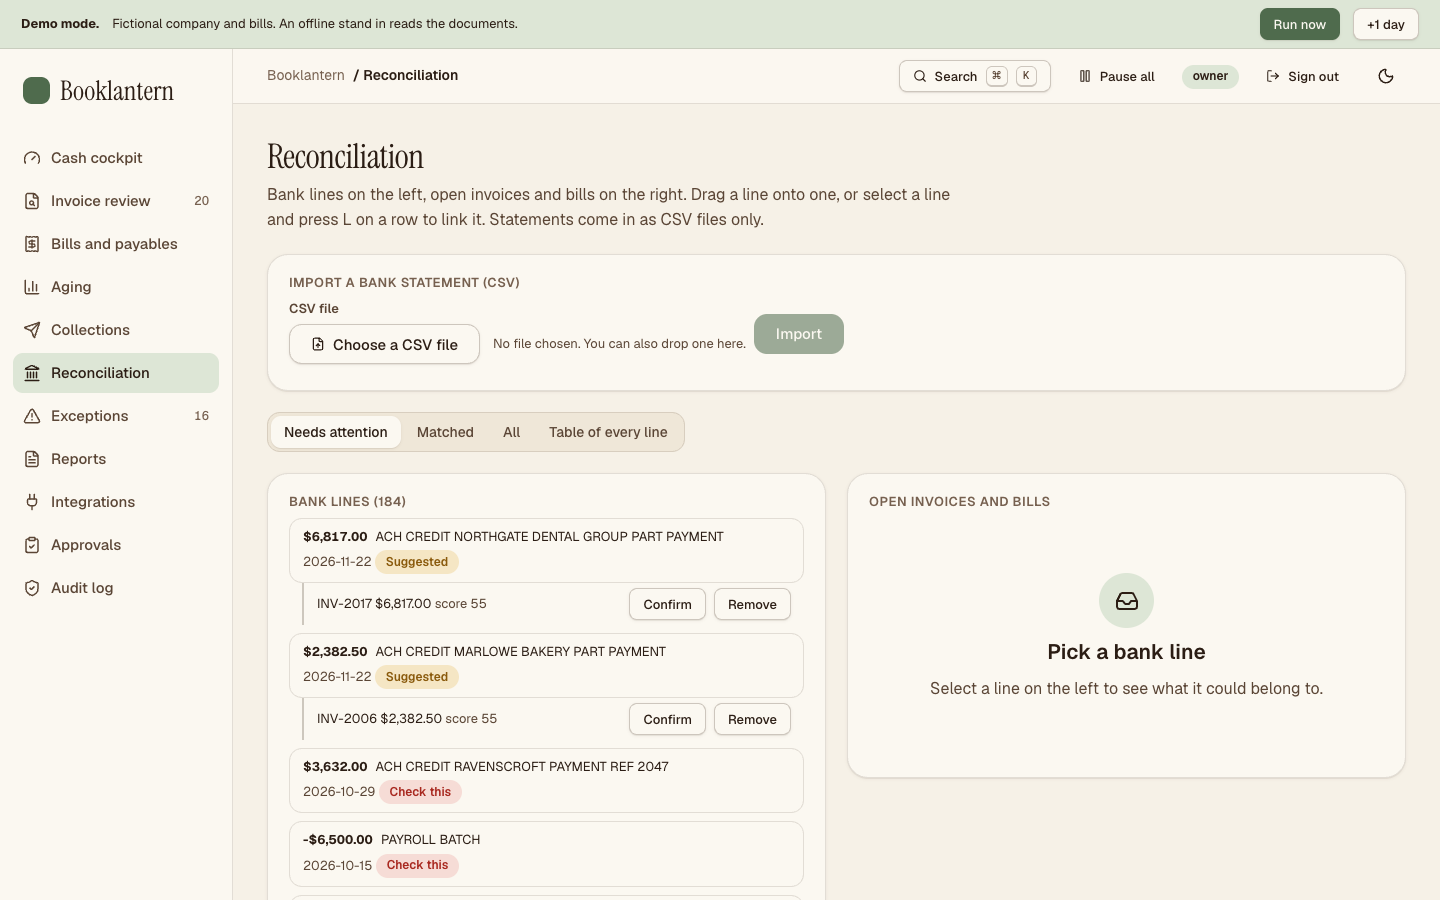 Demo mode. Fictional company and bills. An offline stand in reads the documents.
Run now
+1 day
Booklantern
Booklantern / Reconciliation
Search ⌘ K
Pause all
owner
Sign out
Cash cockpit
Invoice review 20
Bills and payables
Aging
Collections
Reconciliation
Exceptions 16
Reports
Integrations
Approvals
Audit log
Reconciliation
Bank lines on the left, open invoices and bills on the right. Drag a line onto one, or select a line
and press L on a row to link it. Statements come in as CSV files only.
IMPORT A BANK STATEMENT (CSV)
CSV file
Choose a CSV file
No file chosen. You can also drop one here.
Import
Needs attention
Matched
All
Table of every line
BANK LINES (184)
$6,817.00 ACH CREDIT NORTHGATE DENTAL GROUP PART PAYMENT
2026-11-22 Suggested
INV-2017 $6,817.00 score 55
Confirm
Remove
$2,382.50 ACH CREDIT MARLOWE BAKERY PART PAYMENT
2026-11-22 Suggested
INV-2006 $2,382.50 score 55
Confirm
Remove
$3,632.00 ACH CREDIT RAVENSCROFT PAYMENT REF 2047
2026-10-29 Check this
-$6,500.00 PAYROLL BATCH
2026-10-15 Check this
OPEN INVOICES AND BILLS
Pick a bank line
Select a line on the left to see what it could belong to.